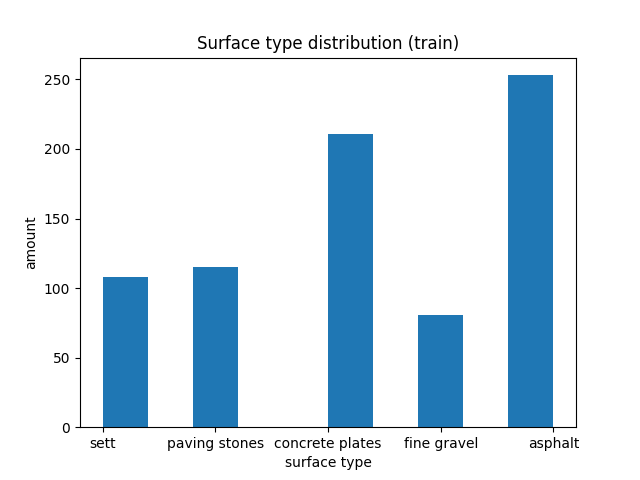 Surface type distribution (train)
250
200
150
100
50
0
amount
sett paving stones concrete plates fine gravel asphalt
surface type